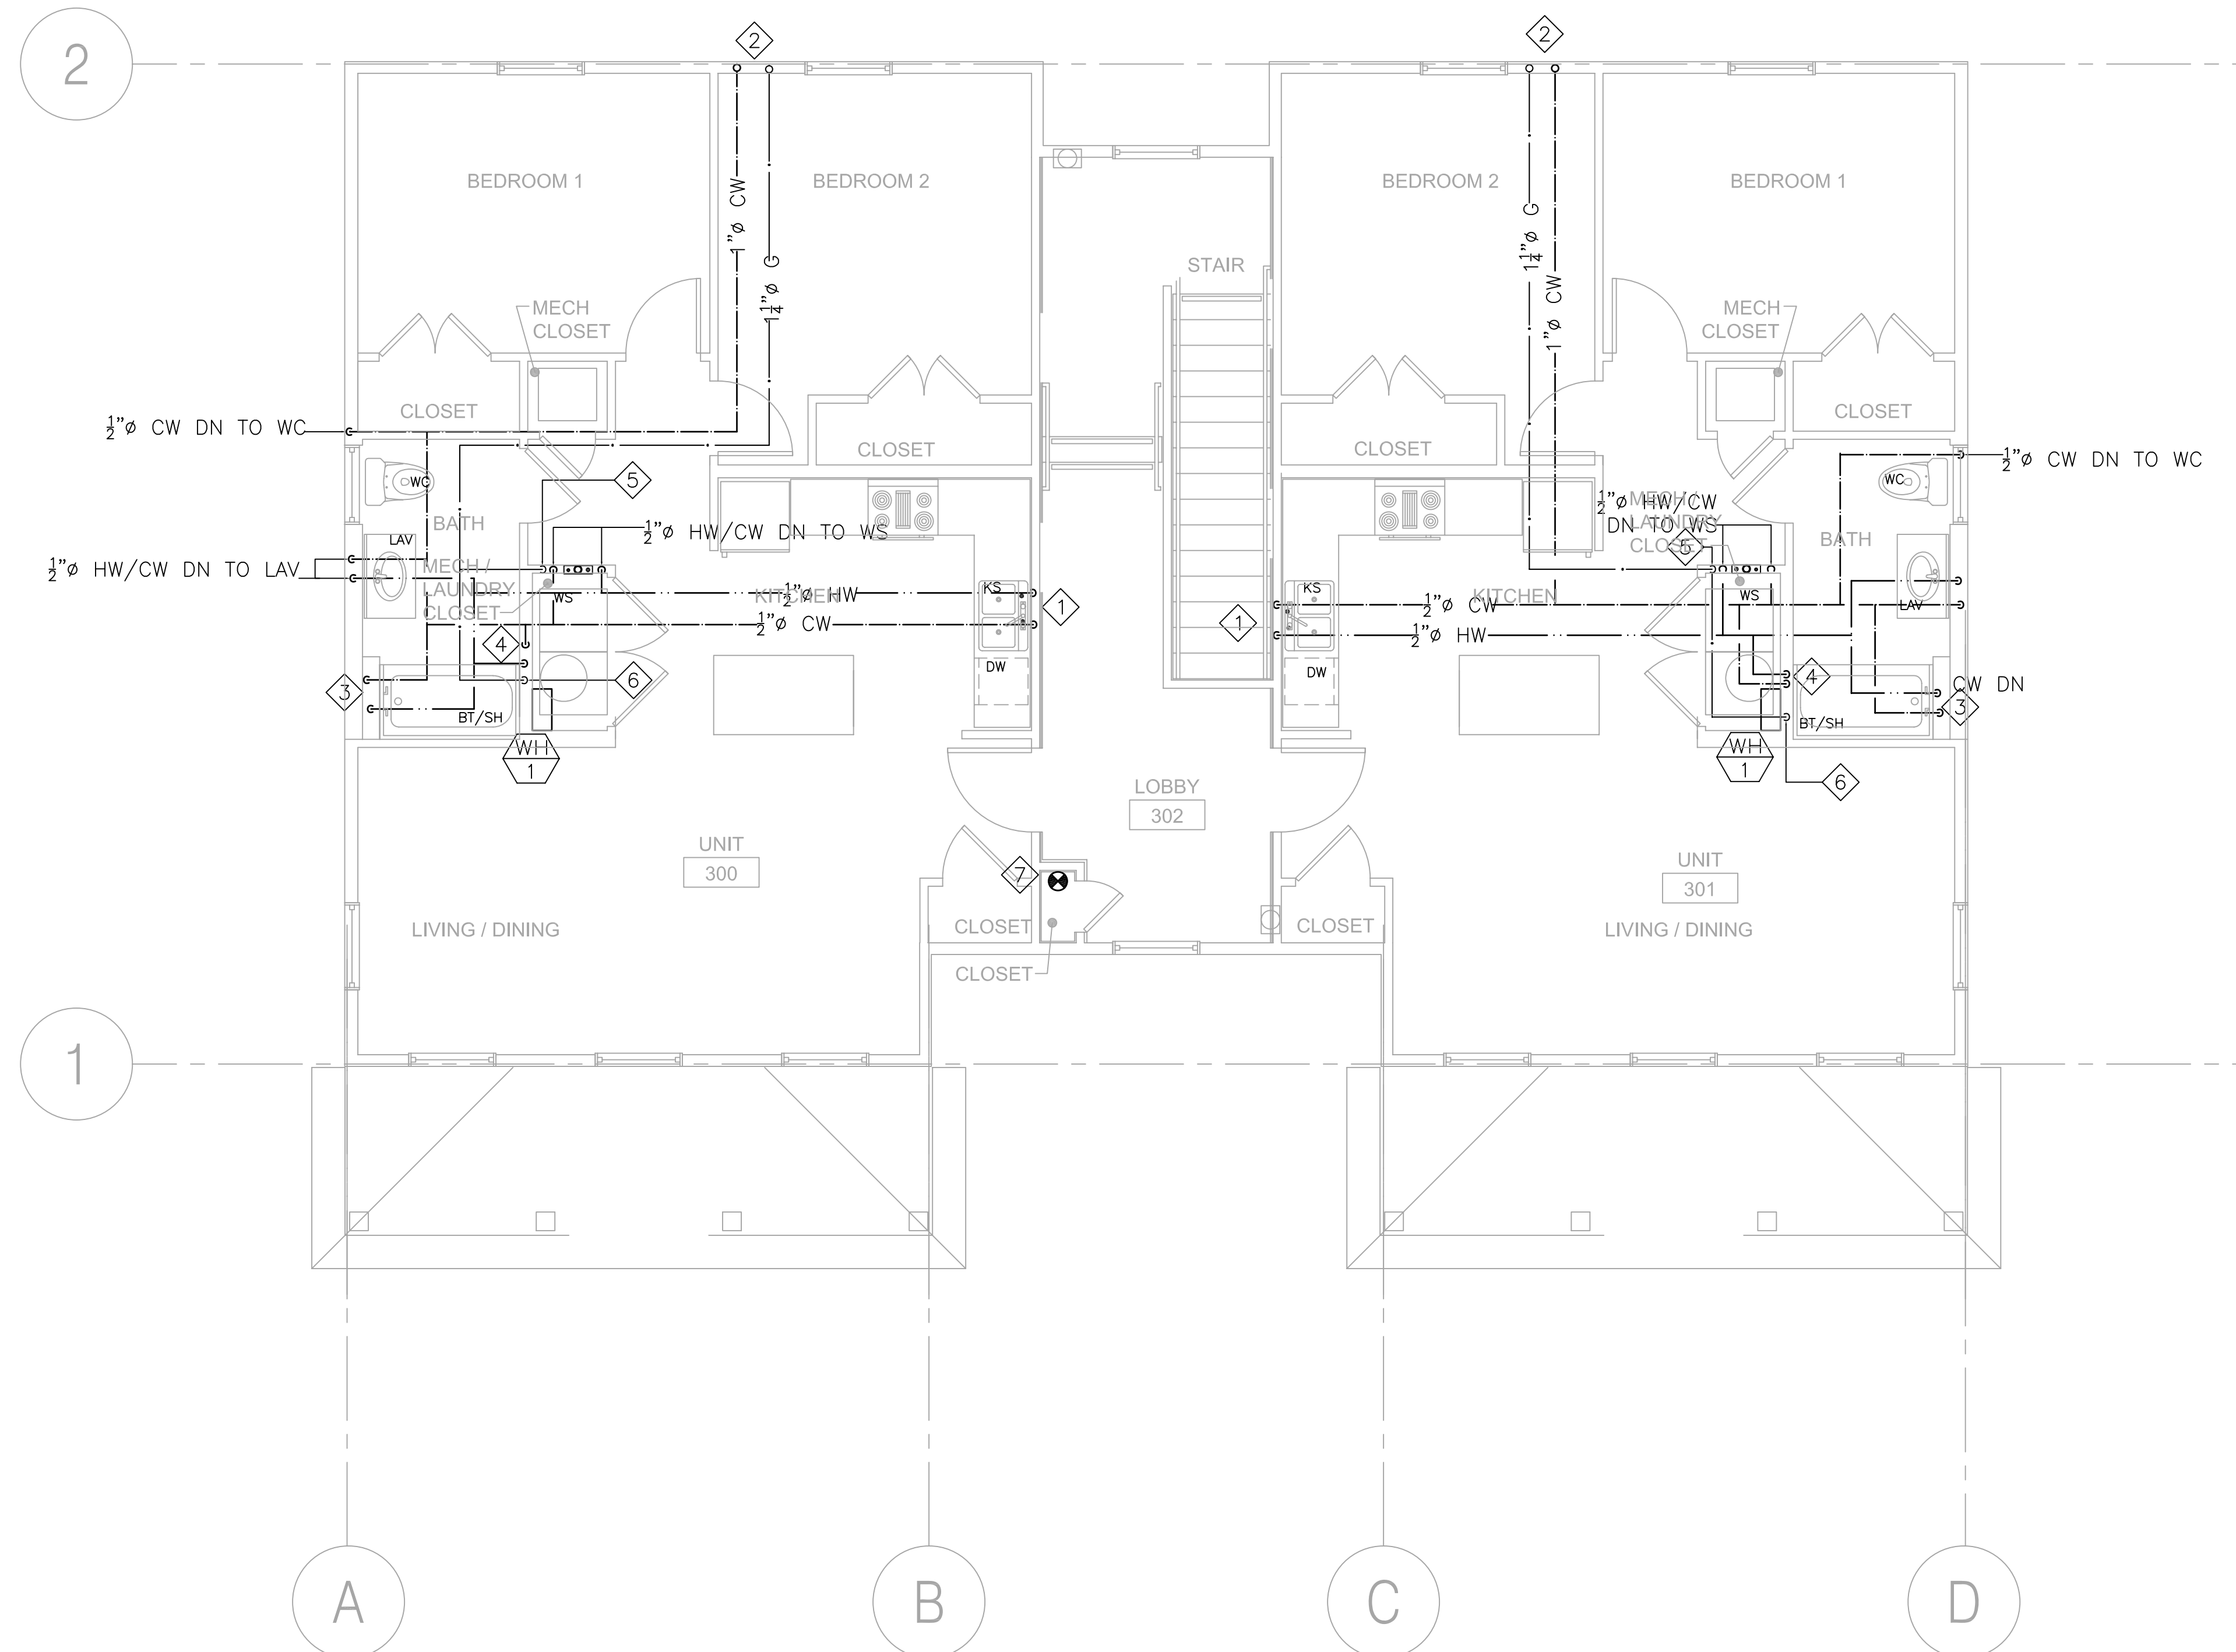 2
2
2
BEDROOM 1
BEDROOM 2
BEDROOM 2
BEDROOM 1
1"ø CW
1¼"ø G
1¼"ø G
1"ø CW
STAIR
MECH
CLOSET
MECH
CLOSET
CLOSET
CLOSET
CLOSET
CLOSET
½"ø CW DN TO WC
½"ø CW DN TO WC
WC
WC
5
½"ø HW/CW
DN TO WS
MECH /
LAUNDRY
CLOSET
5
BATH
BATH
LAV
½"ø HW/CW DN TO WS
½"ø HW/CW DN TO LAV
MECH /
LAUNDRY
CLOSET
WS
KITCHEN
½"ø HW
½"ø CW
KS
1
KS
1
½"ø CW
KITCHEN
½"ø HW
WS
LAV
4
4
DW
DW
3
6
CW DN
3
BT/SH
BT/SH
WH
1
WH
1
6
LOBBY
302
UNIT
300
7
UNIT
301
LIVING / DINING
CLOSET
CLOSET
LIVING / DINING
CLOSET
1
A
B
C
D